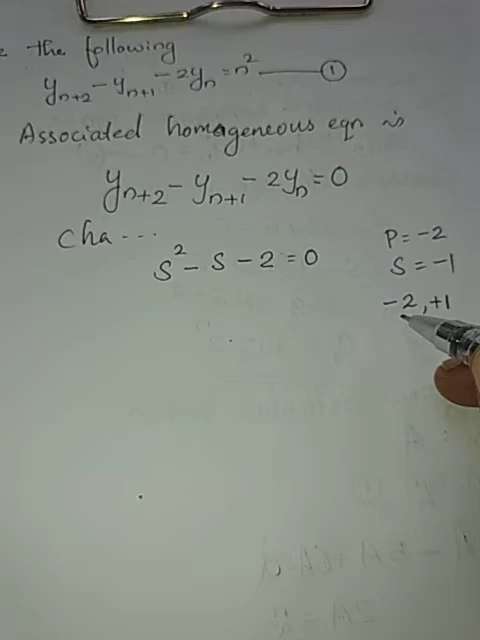 the following
yₙ₊₂ - yₙ₊₁ - 2yₙ = n² —— ①
Associated homogeneous eqn is
yₙ₊₂ - yₙ₊₁ - 2yₙ = 0
Cha...
s² - s - 2 = 0
P = -2
S = -1
-2, +1